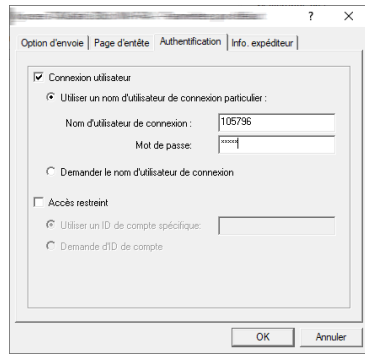 ?
Option d'envoie Page d'entête Authentification Info. expéditeur
Connexion utilisateur
Utiliser un nom d'utilisateur de connexion particulier :
Nom d'utilisateur de connexion : 105796
Mot de passe: xxxxx
Demander le nom d'utilisateur de connexion
Accès restreint
Utiliser un ID de compte spécifique:
Demande d'ID de compte
OK Annuler